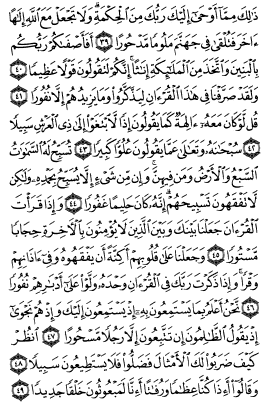 ذَٰلِكَ مِمَّآ أَوْحَىٰٓ إِلَيْكَ رَبُّكَ مِنَ ٱلْحِكْمَةِ وَلَا تَجْعَلْ مَعَ ٱللَّهِ إِلَٰهًا
ءَاخَرَ فَتُلْقَىٰ فِى جَهَنَّمَ مَلُومًا مَّدْحُورًا ٣٩ أَفَأَصْفَىٰكُمْ رَبُّكُم
بِٱلْبَنِينَ وَٱتَّخَذَ مِنَ ٱلْمَلَٰٓئِكَةِ إِنَٰثًا إِنَّكُمْ لَتَقُولُونَ قَوْلًا عَظِيمًا ٤٠
وَلَقَدْ صَرَّفْنَا فِى هَٰذَا ٱلْقُرْءَانِ لِيَذَّكَّرُوا۟ وَمَا يَزِيدُهُمْ إِلَّا نُفُورًا ٤١
قُل لَّوْ كَانَ مَعَهُۥٓ ءَالِهَةٌ كَمَا يَقُولُونَ إِذًا لَّٱبْتَغَوْا۟ إِلَىٰ ذِى ٱلْعَرْشِ سَبِيلًا
٤٢ سُبْحَٰنَهُۥ وَتَعَٰلَىٰ عَمَّا يَقُولُونَ عُلُوًّا كَبِيرًا ٤٣ تُسَبِّحُ لَهُ ٱلسَّمَٰوَٰتُ
ٱلسَّبْعُ وَٱلْأَرْضُ وَمَن فِيهِنَّ وَإِن مِّن شَىْءٍ إِلَّا يُسَبِّحُ بِحَمْدِهِۦ وَلَٰكِن
لَّا تَفْقَهُونَ تَسْبِيحَهُمْ إِنَّهُۥ كَانَ حَلِيمًا غَفُورًا ٤٤ وَإِذَا قَرَأْتَ
ٱلْقُرْءَانَ جَعَلْنَا بَيْنَكَ وَبَيْنَ ٱلَّذِينَ لَا يُؤْمِنُونَ بِٱلْءَاخِرَةِ حِجَابًا
مَّسْتُورًا ٤٥ وَجَعَلْنَا عَلَىٰ قُلُوبِهِمْ أَكِنَّةً أَن يَفْقَهُوهُ وَفِىٓ ءَاذَانِهِمْ
وَقْرًا وَإِذَا ذَكَرْتَ رَبَّكَ فِى ٱلْقُرْءَانِ وَحْدَهُۥ وَلَّوْا۟ عَلَىٰٓ أَدْبَٰرِهِمْ نُفُورًا
٤٦ نَّحْنُ أَعْلَمُ بِمَا يَسْتَمِعُونَ بِهِۦٓ إِذْ يَسْتَمِعُونَ إِلَيْكَ وَإِذْ هُمْ نَجْوَىٰٓ
إِذْ يَقُولُ ٱلظَّٰلِمُونَ إِن تَتَّبِعُونَ إِلَّا رَجُلًا مَّسْحُورًا ٤٧ ٱنظُرْ
كَيْفَ ضَرَبُوا۟ لَكَ ٱلْأَمْثَالَ فَضَلُّوا۟ فَلَا يَسْتَطِيعُونَ سَبِيلًا ٤٨
وَقَالُوٓا۟ أَءِذَا كُنَّا عِظَٰمًا وَرُفَٰتًا أَءِنَّا لَمَبْعُوثُونَ خَلْقًا جَدِيدًا ٤٩